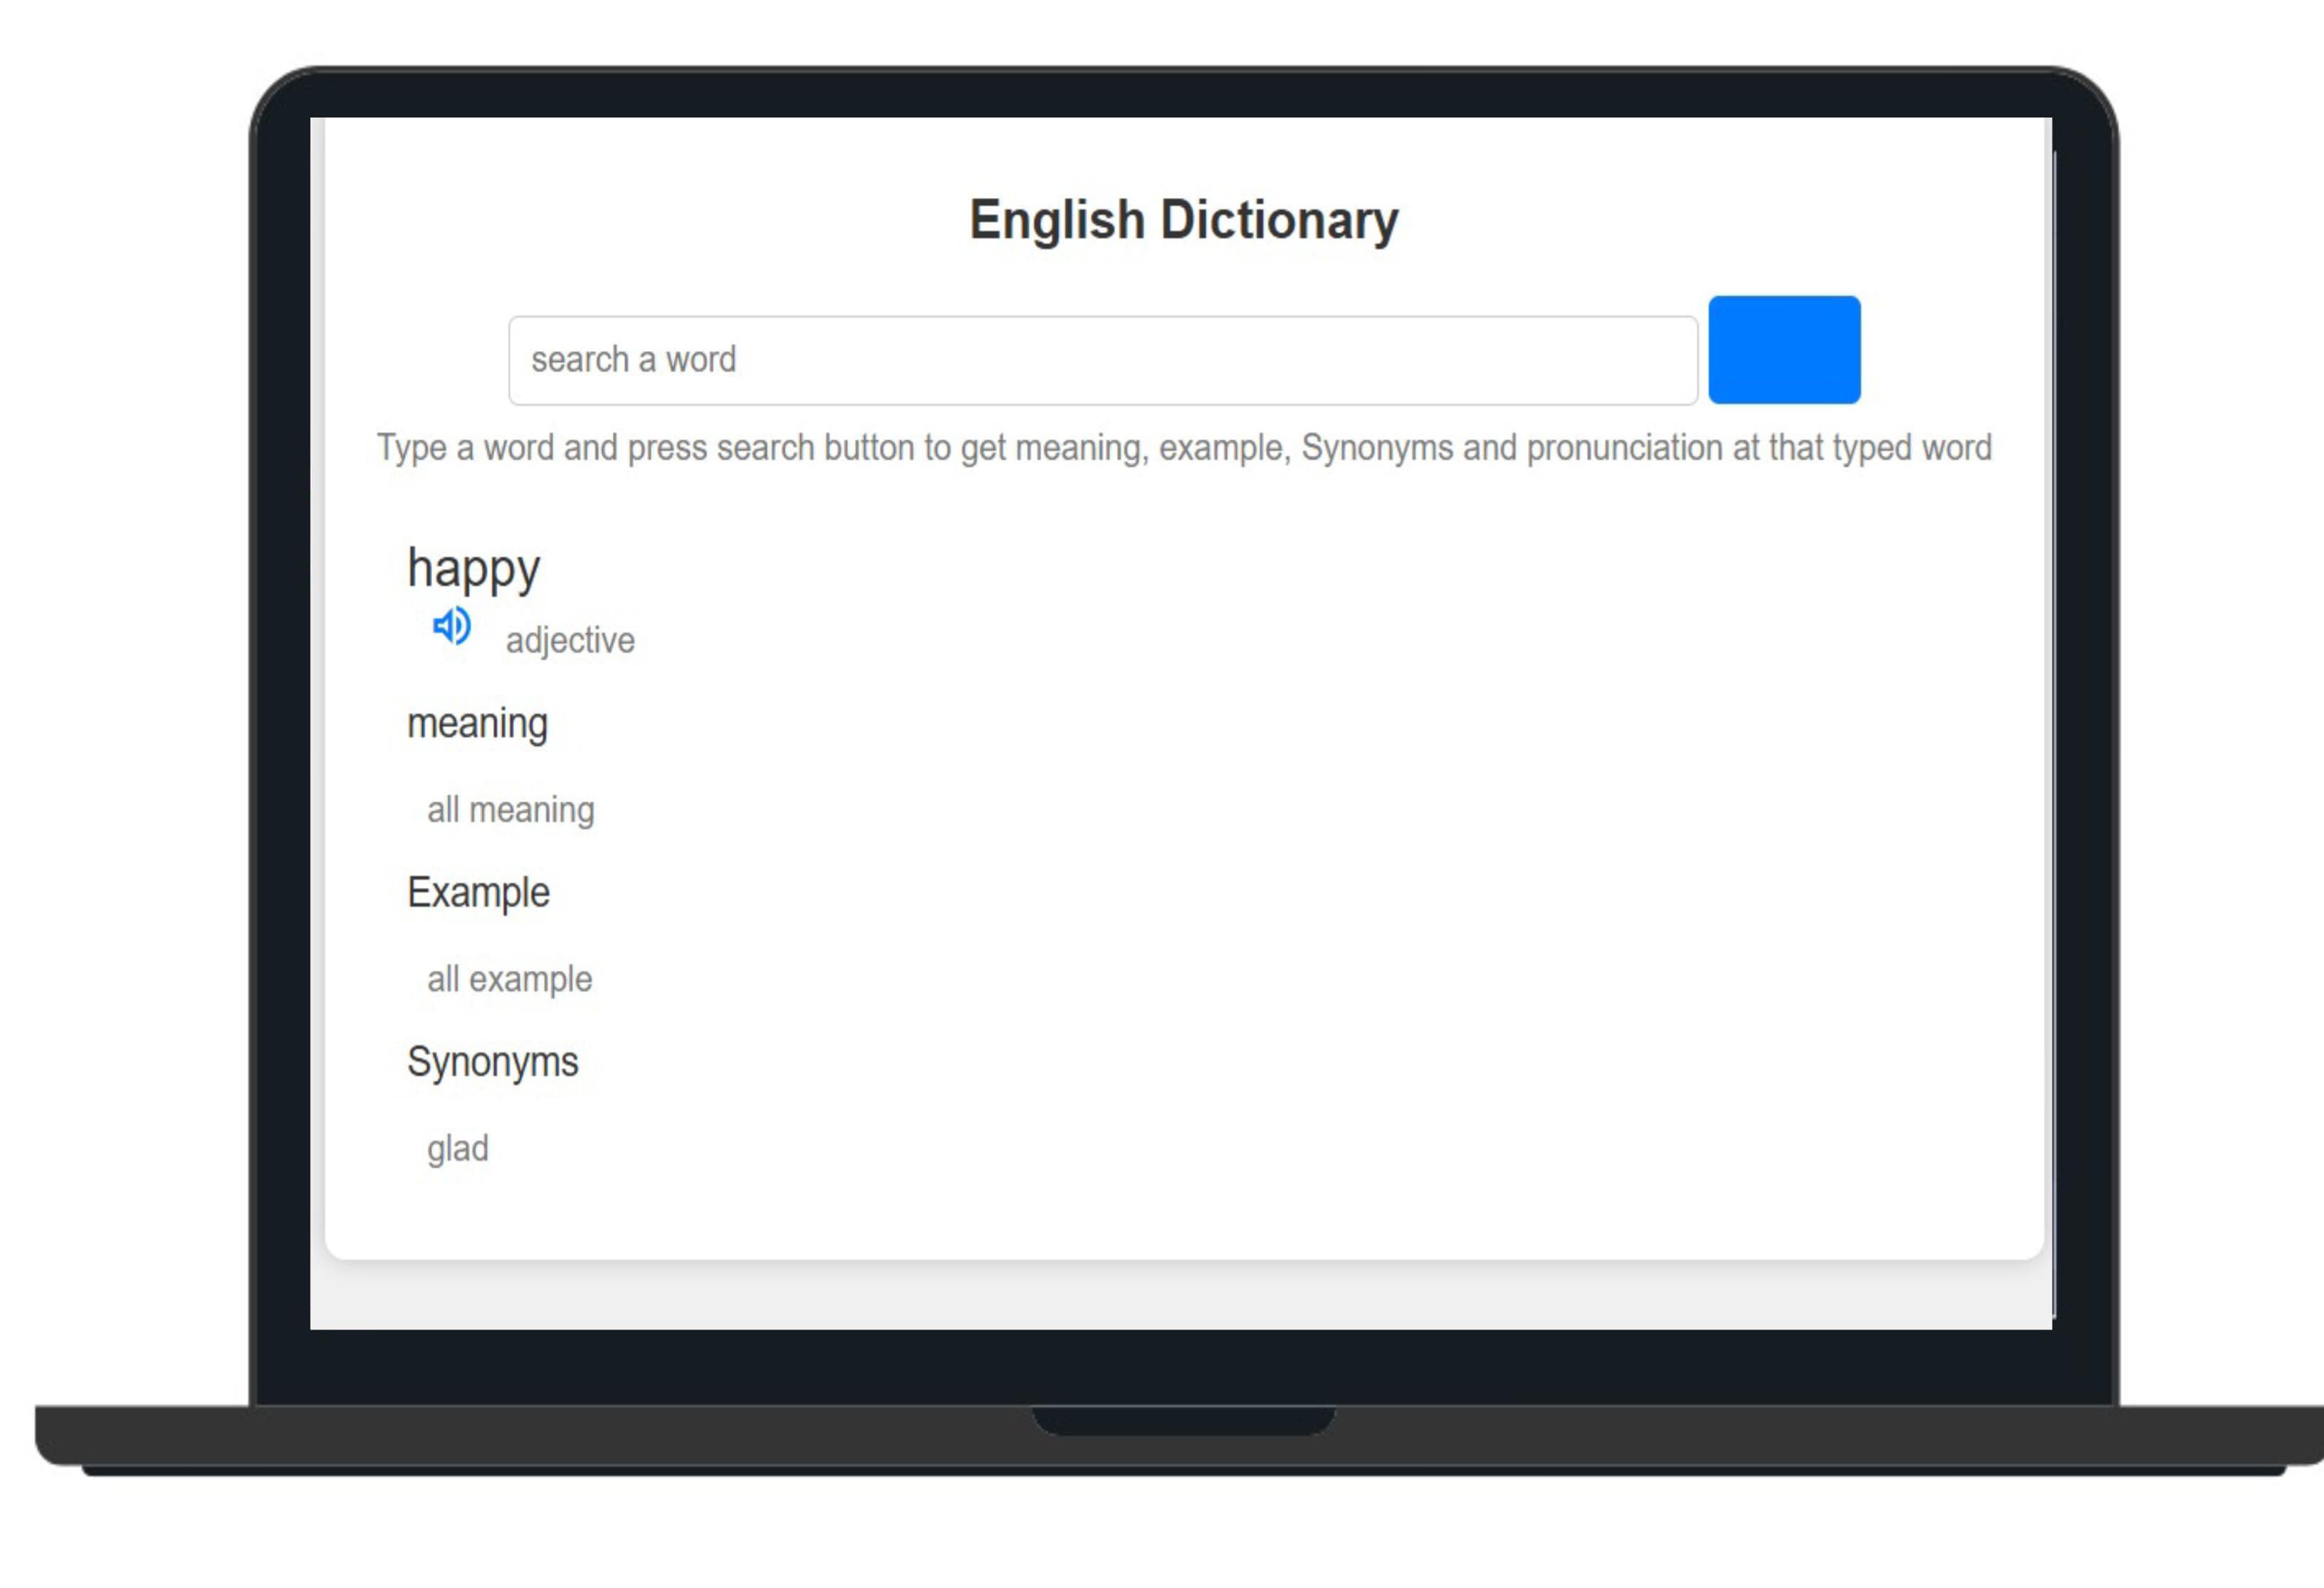 English Dictionary
search a word
Type a word and press search button to get meaning, example, Synonyms and pronunciation at that typed word
happy
adjective
meaning
all meaning
Example
all example
Synonyms
glad